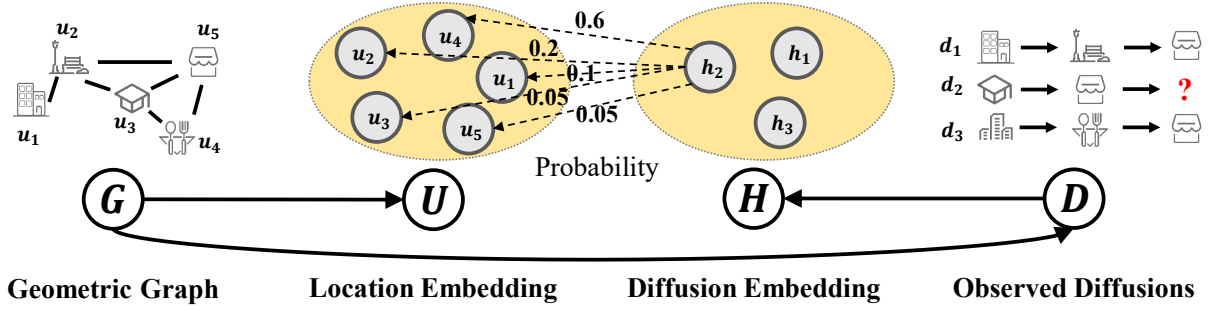 u₂
u₅
u₁
u₃
u₄
u₂
u₄
u₁
u₃
u₅
0.6
0.2
0.1
0.05
0.05
h₂
h₁
h₃
Probability
d₁
d₂
?
d₃
G
U
H
D
Geometric Graph
Location Embedding
Diffusion Embedding
Observed Diffusions